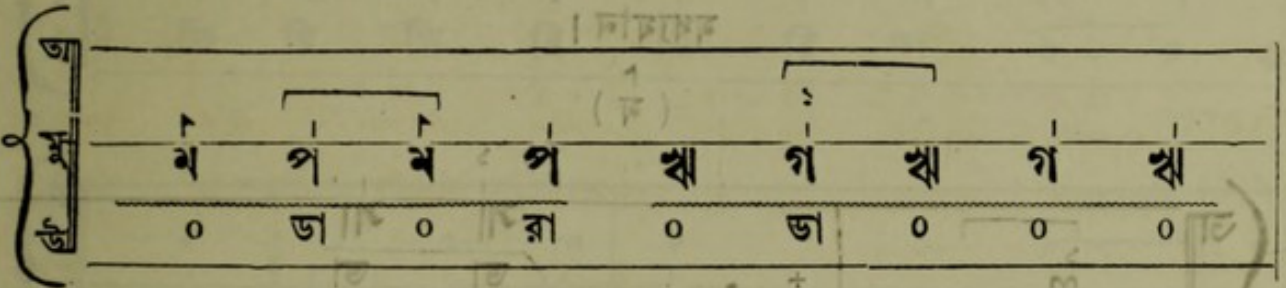 ম প ম প ঋ গ ঋ গ ঋ
০ ডা ০ রা ০ ডা ০ ০ ০